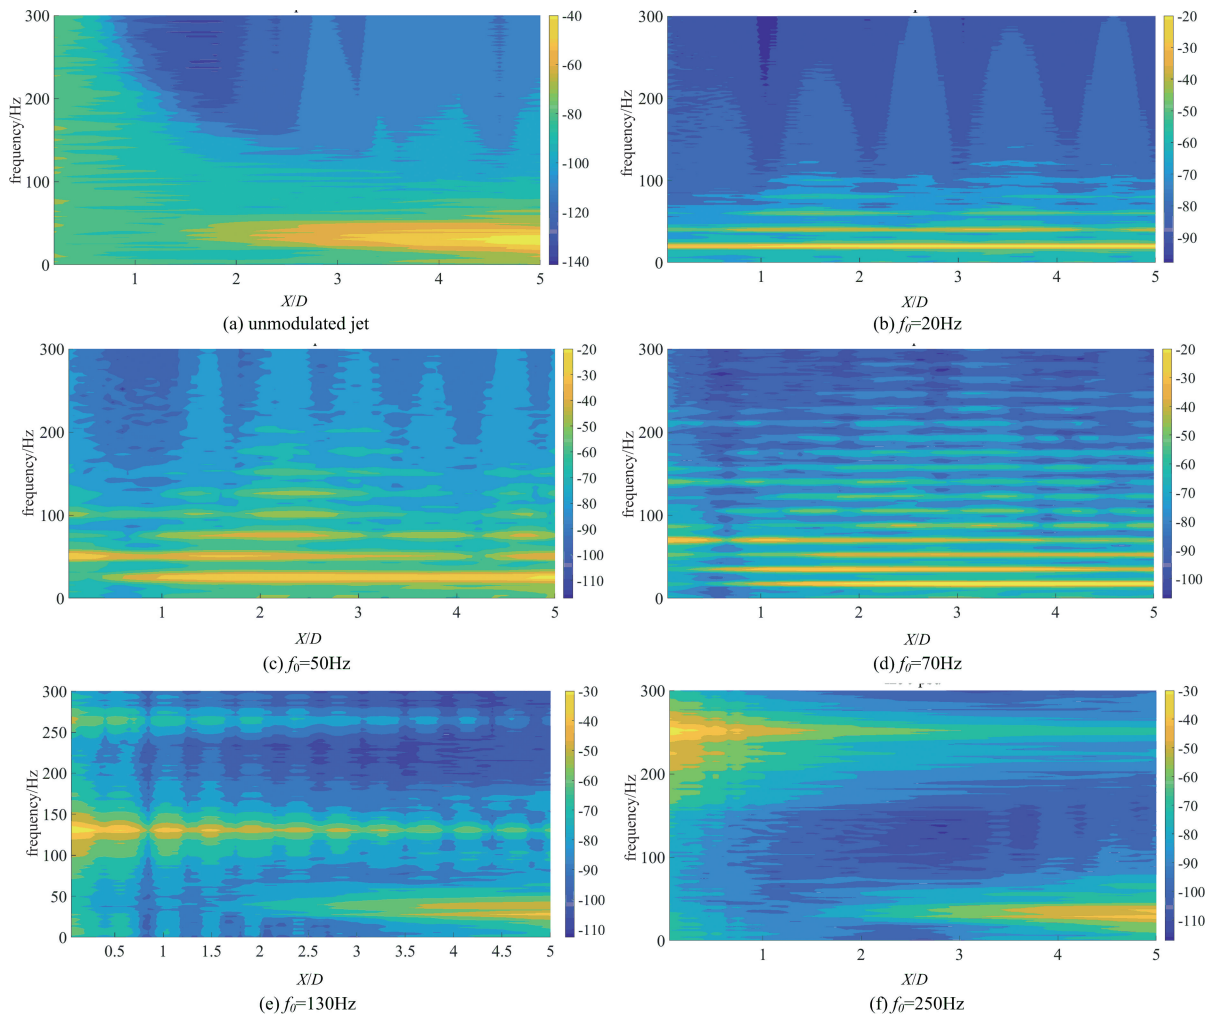 300 200 100 0
frequency/Hz
1 2 3 4 5
X/D
-40 -60 -80 -100 -120 -140
(a) unmodulated jet
300 200 100 0
frequency/Hz
1 2 3 4 5
X/D
-20 -30 -40 -50 -60 -70 -80 -90
(b) f₀=20Hz
300 200 100 0
frequency/Hz
1 2 3 4 5
X/D
-20 -30 -40 -50 -60 -70 -80 -90 -100 -110
(c) f₀=50Hz
300 200 100 0
frequency/Hz
1 2 3 4 5
X/D
-20 -30 -40 -50 -60 -70 -80 -90 -100
(d) f₀=70Hz
300 250 200 150 100 50 0
frequency/Hz
0.5 1 1.5 2 2.5 3 3.5 4 4.5 5
X/D
-30 -40 -50 -60 -70 -80 -90 -100 -110
(e) f₀=130Hz
300 200 100 0
frequency/Hz
1 2 3 4 5
X/D
-30 -40 -50 -60 -70 -80 -90 -100 -110
(f) f₀=250Hz